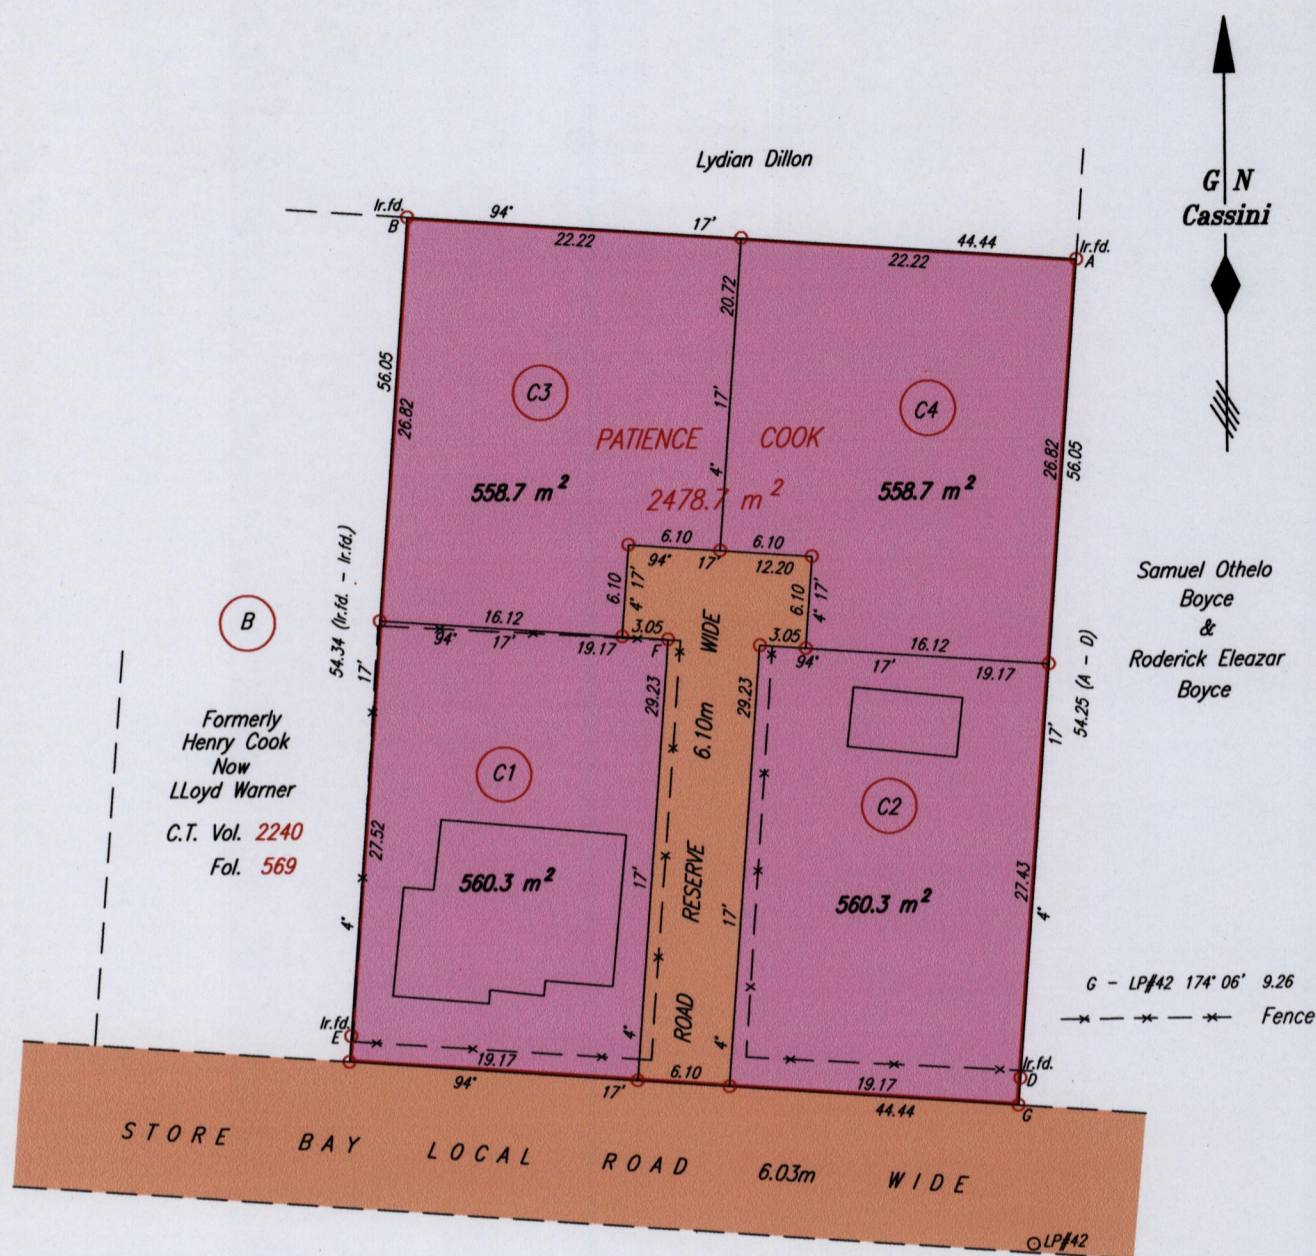 Lydian Dillon
G N
Cassini
Ir.fd.
B
94°
17'
22.22
44.44
22.22
Ir.fd.
A
20.72
17'
4'
56.05
26.82
C3
C4
PATIENCE COOK
558.7 m²
2478.7 m²
558.7 m²
26.82
56.05
6.10
6.10
94°
17'
12.20
6.10
4' 17'
6.10
4' 17'
54.34 (Ir.fd. - Ir.fd.)
17'
B
16.12
94°
17'
19.17
3.05
F
3.05
94°
16.12
17'
19.17
Samuel Othelo
Boyce
&
Roderick Eleazar
Boyce
54.25 (A - D)
17'
29.23
29.23
ROAD RESERVE 6.10m WIDE
Formerly
Henry Cook
Now
LLoyd Warner
C.T. Vol. 2240
Fol. 569
C1
C2
27.52
4'
560.3 m²
17'
4'
17'
4'
560.3 m²
27.43
4'
G - LP#42 174° 06' 9.26
Fence
Ir.fd.
E
19.17
94°
17'
6.10
19.17
44.44
Ir.fd.
D
G
STORE BAY LOCAL ROAD 6.03m WIDE
LP#42